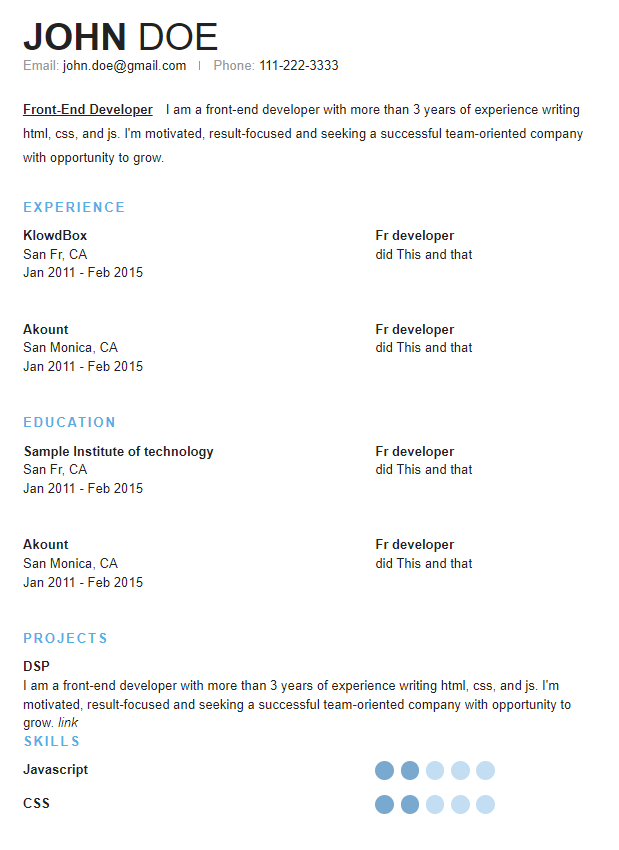 JOHN DOE
Email: john.doe@gmail.com | Phone: 111-222-3333
Front-End Developer I am a front-end developer with more than 3 years of experience writing
html, css, and js. I'm motivated, result-focused and seeking a successful team-oriented company
with opportunity to grow.
EXPERIENCE
KlowdBox
San Fr, CA
Jan 2011 - Feb 2015
Fr developer
did This and that
Akount
San Monica, CA
Jan 2011 - Feb 2015
Fr developer
did This and that
EDUCATION
Sample Institute of technology
San Fr, CA
Jan 2011 - Feb 2015
Fr developer
did This and that
Akount
San Monica, CA
Jan 2011 - Feb 2015
Fr developer
did This and that
PROJECTS
DSP
I am a front-end developer with more than 3 years of experience writing html, css, and js. I'm
motivated, result-focused and seeking a successful team-oriented company with opportunity to
grow. link
SKILLS
Javascript
CSS